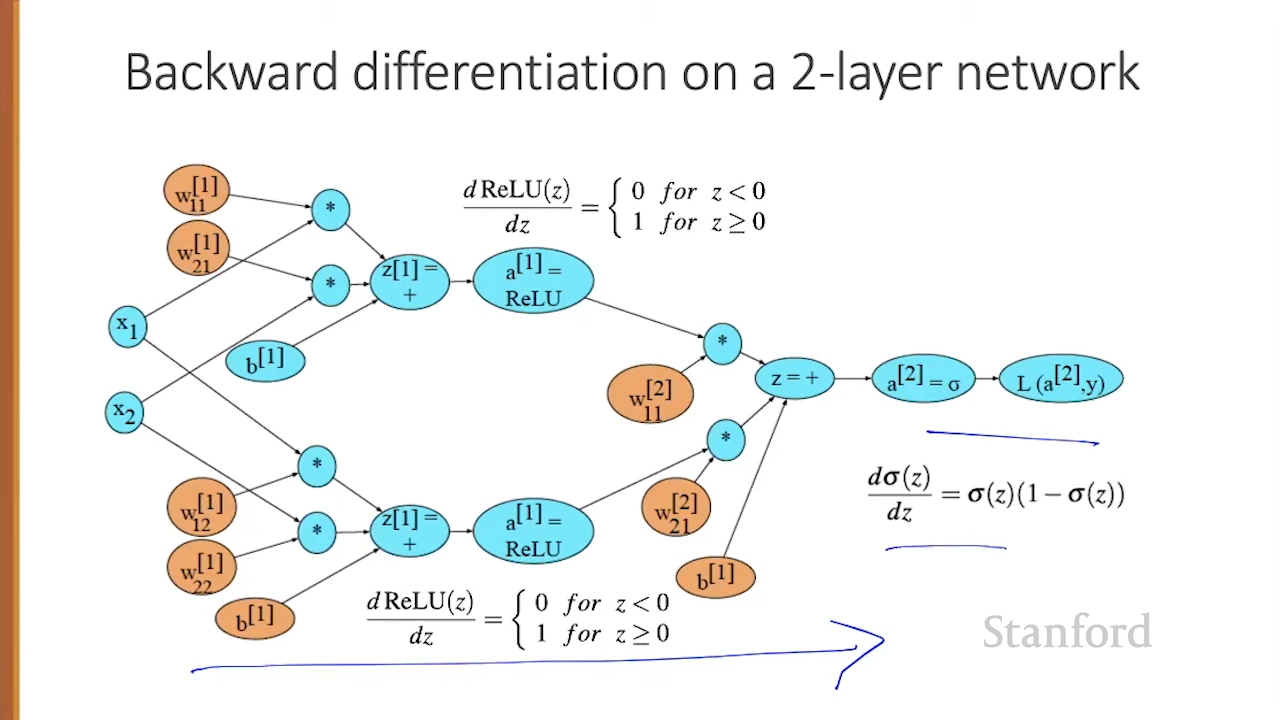 Backward differentiation on a 2-layer network
w[1]11
*
d ReLU(z)/dz = { 0 for z < 0
1 for z ≥ 0
w[1]21
*
z[1] = +
a[1] = ReLU
x1
b[1]
*
w[2]11
z = +
a[2] = σ
L (a[2],y)
x2
*
*
w[1]12
z[1] = +
a[1] = ReLU
w[2]21
dσ(z)/dz = σ(z)(1 − σ(z))
*
w[1]22
b[1]
b[1]
d ReLU(z)/dz = { 0 for z < 0
1 for z ≥ 0
Stanford